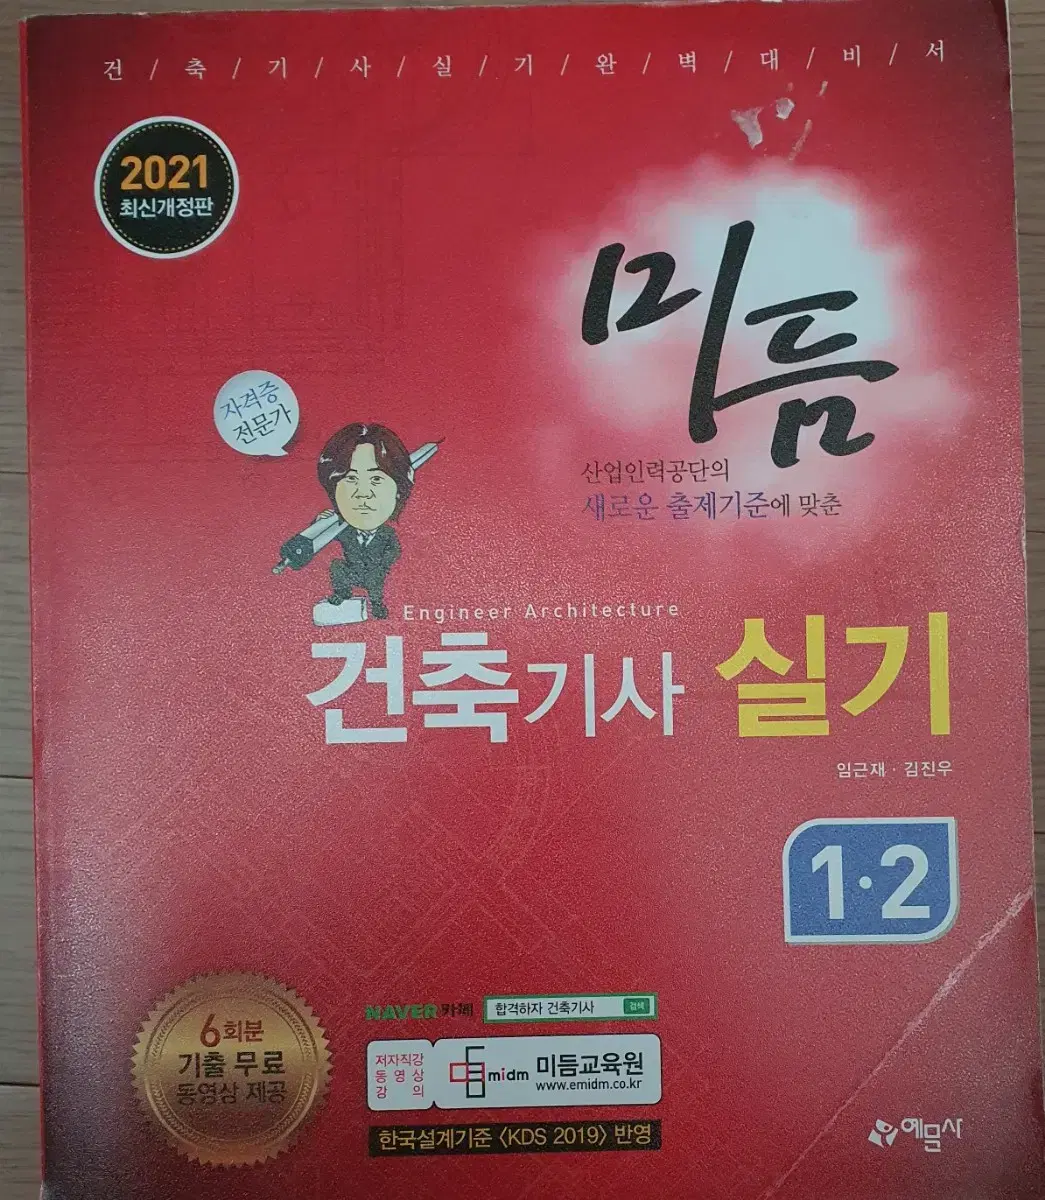 건/축/기/사/실/기/완/벽/대/비/서
2021
최신개정판
미듬
자격증
전문가
산업인력공단의
새로운 출제기준에 맞춘
Engineer Architecture
건축기사 실기
임근재 · 김진우
1·2
6회분
기출 무료
동영상 제공
NAVER 카페
합격하자 건축기사
검색
저자직강
동영상
강의
midm 미듬교육원
www.emidm.co.kr
한국설계기준 〈KDS 2019〉 반영
예문사